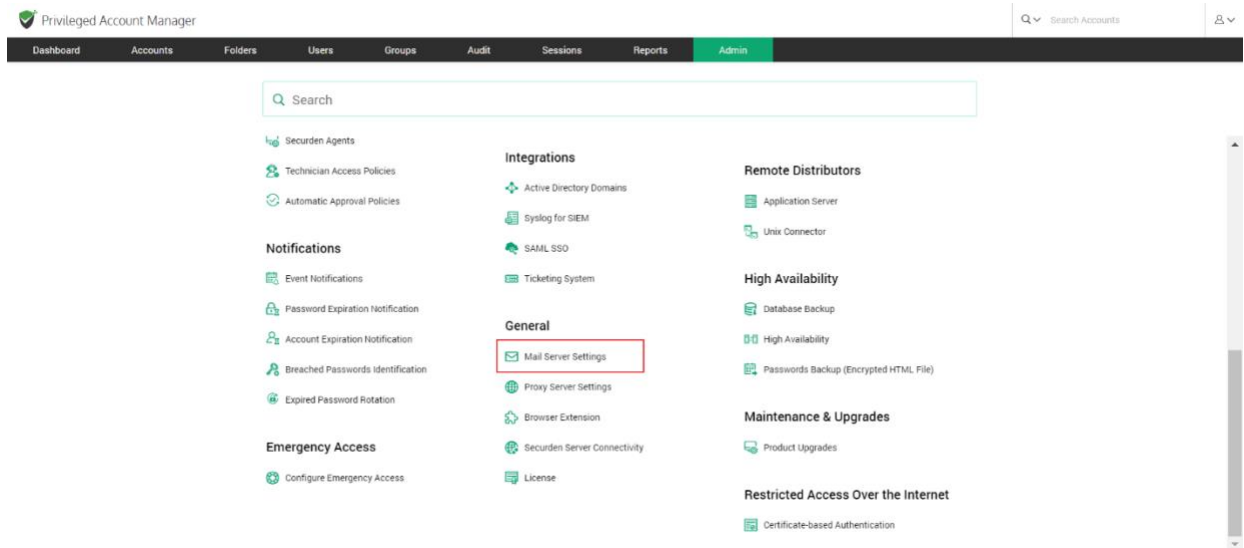 Privileged Account Manager
Search Accounts
Dashboard Accounts Folders Users Groups Audit Sessions Reports Admin
Search
Securden Agents
Technician Access Policies
Automatic Approval Policies
Notifications
Event Notifications
Password Expiration Notification
Account Expiration Notification
Breached Passwords Identification
Expired Password Rotation
Emergency Access
Configure Emergency Access
Integrations
Active Directory Domains
Syslog for SIEM
SAML SSO
Ticketing System
General
Mail Server Settings
Proxy Server Settings
Browser Extension
Securden Server Connectivity
License
Remote Distributors
Application Server
Unix Connector
High Availability
Database Backup
High Availability
Passwords Backup (Encrypted HTML File)
Maintenance & Upgrades
Product Upgrades
Restricted Access Over the Internet
Certificate-based Authentication